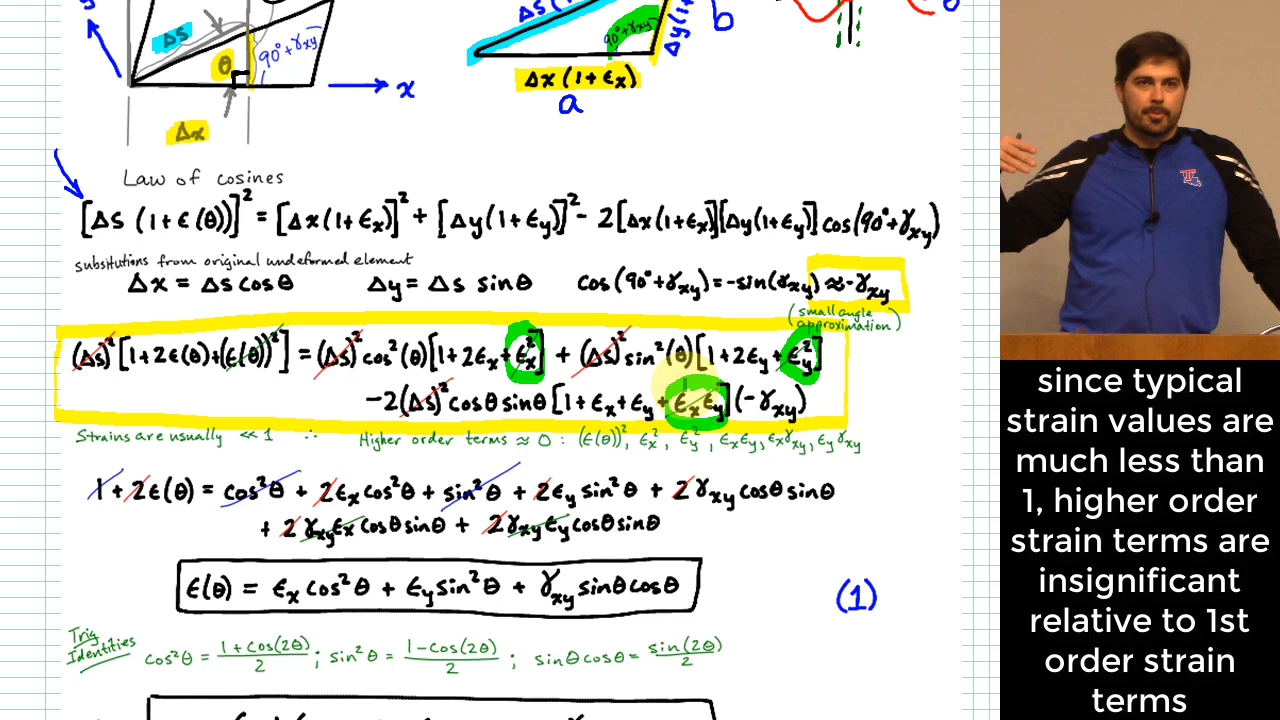 Δs
θ
90°+γxy
x
Δx
Δs(1
90°+γxy
Δy(1+
b
Δx(1+ϵx)
a
Law of cosines
[Δs (1+ϵ(θ))]² = [Δx(1+ϵx)]² + [Δy(1+ϵy)]² - 2[Δx(1+ϵx)][Δy(1+ϵy)] cos(90°+γxy)
subsitutions from original undeformed element
Δx = Δs cosθ Δy = Δs sinθ cos(90°+γxy) = -sin(γxy) ≈ -γxy
(small angle approximation)
(Δs)²[1+2ϵ(θ)+(ϵ(θ))²] = (Δs)² cos²(θ)[1+2ϵx+ϵx²] + (Δs)² sin²(θ)[1+2ϵy+ϵy²]
-2(Δs)² cosθ sinθ [1+ϵx+ϵy+ϵxϵy](-γxy)
Strains are usually << 1 ∴ Higher order terms ≈ 0: (ϵ(θ))², ϵx², ϵy², ϵxϵy, ϵxγxy, ϵyγxy
1 + 2ϵ(θ) = cos²θ + 2ϵx cos²θ + sin²θ + 2ϵy sin²θ + 2γxy cosθ sinθ
+ 2γxyϵx cosθ sinθ + 2γxyϵy cosθ sinθ
ϵ(θ) = ϵx cos²θ + ϵy sin²θ + γxy sinθ cosθ (1)
Trig Identities
cos²θ = (1+cos(2θ))/2 ; sin²θ = (1-cos(2θ))/2 ; sinθ cosθ = sin(2θ)/2
since typical
strain values are
much less than
1, higher order
strain terms are
insignificant
relative to 1st
order strain
terms